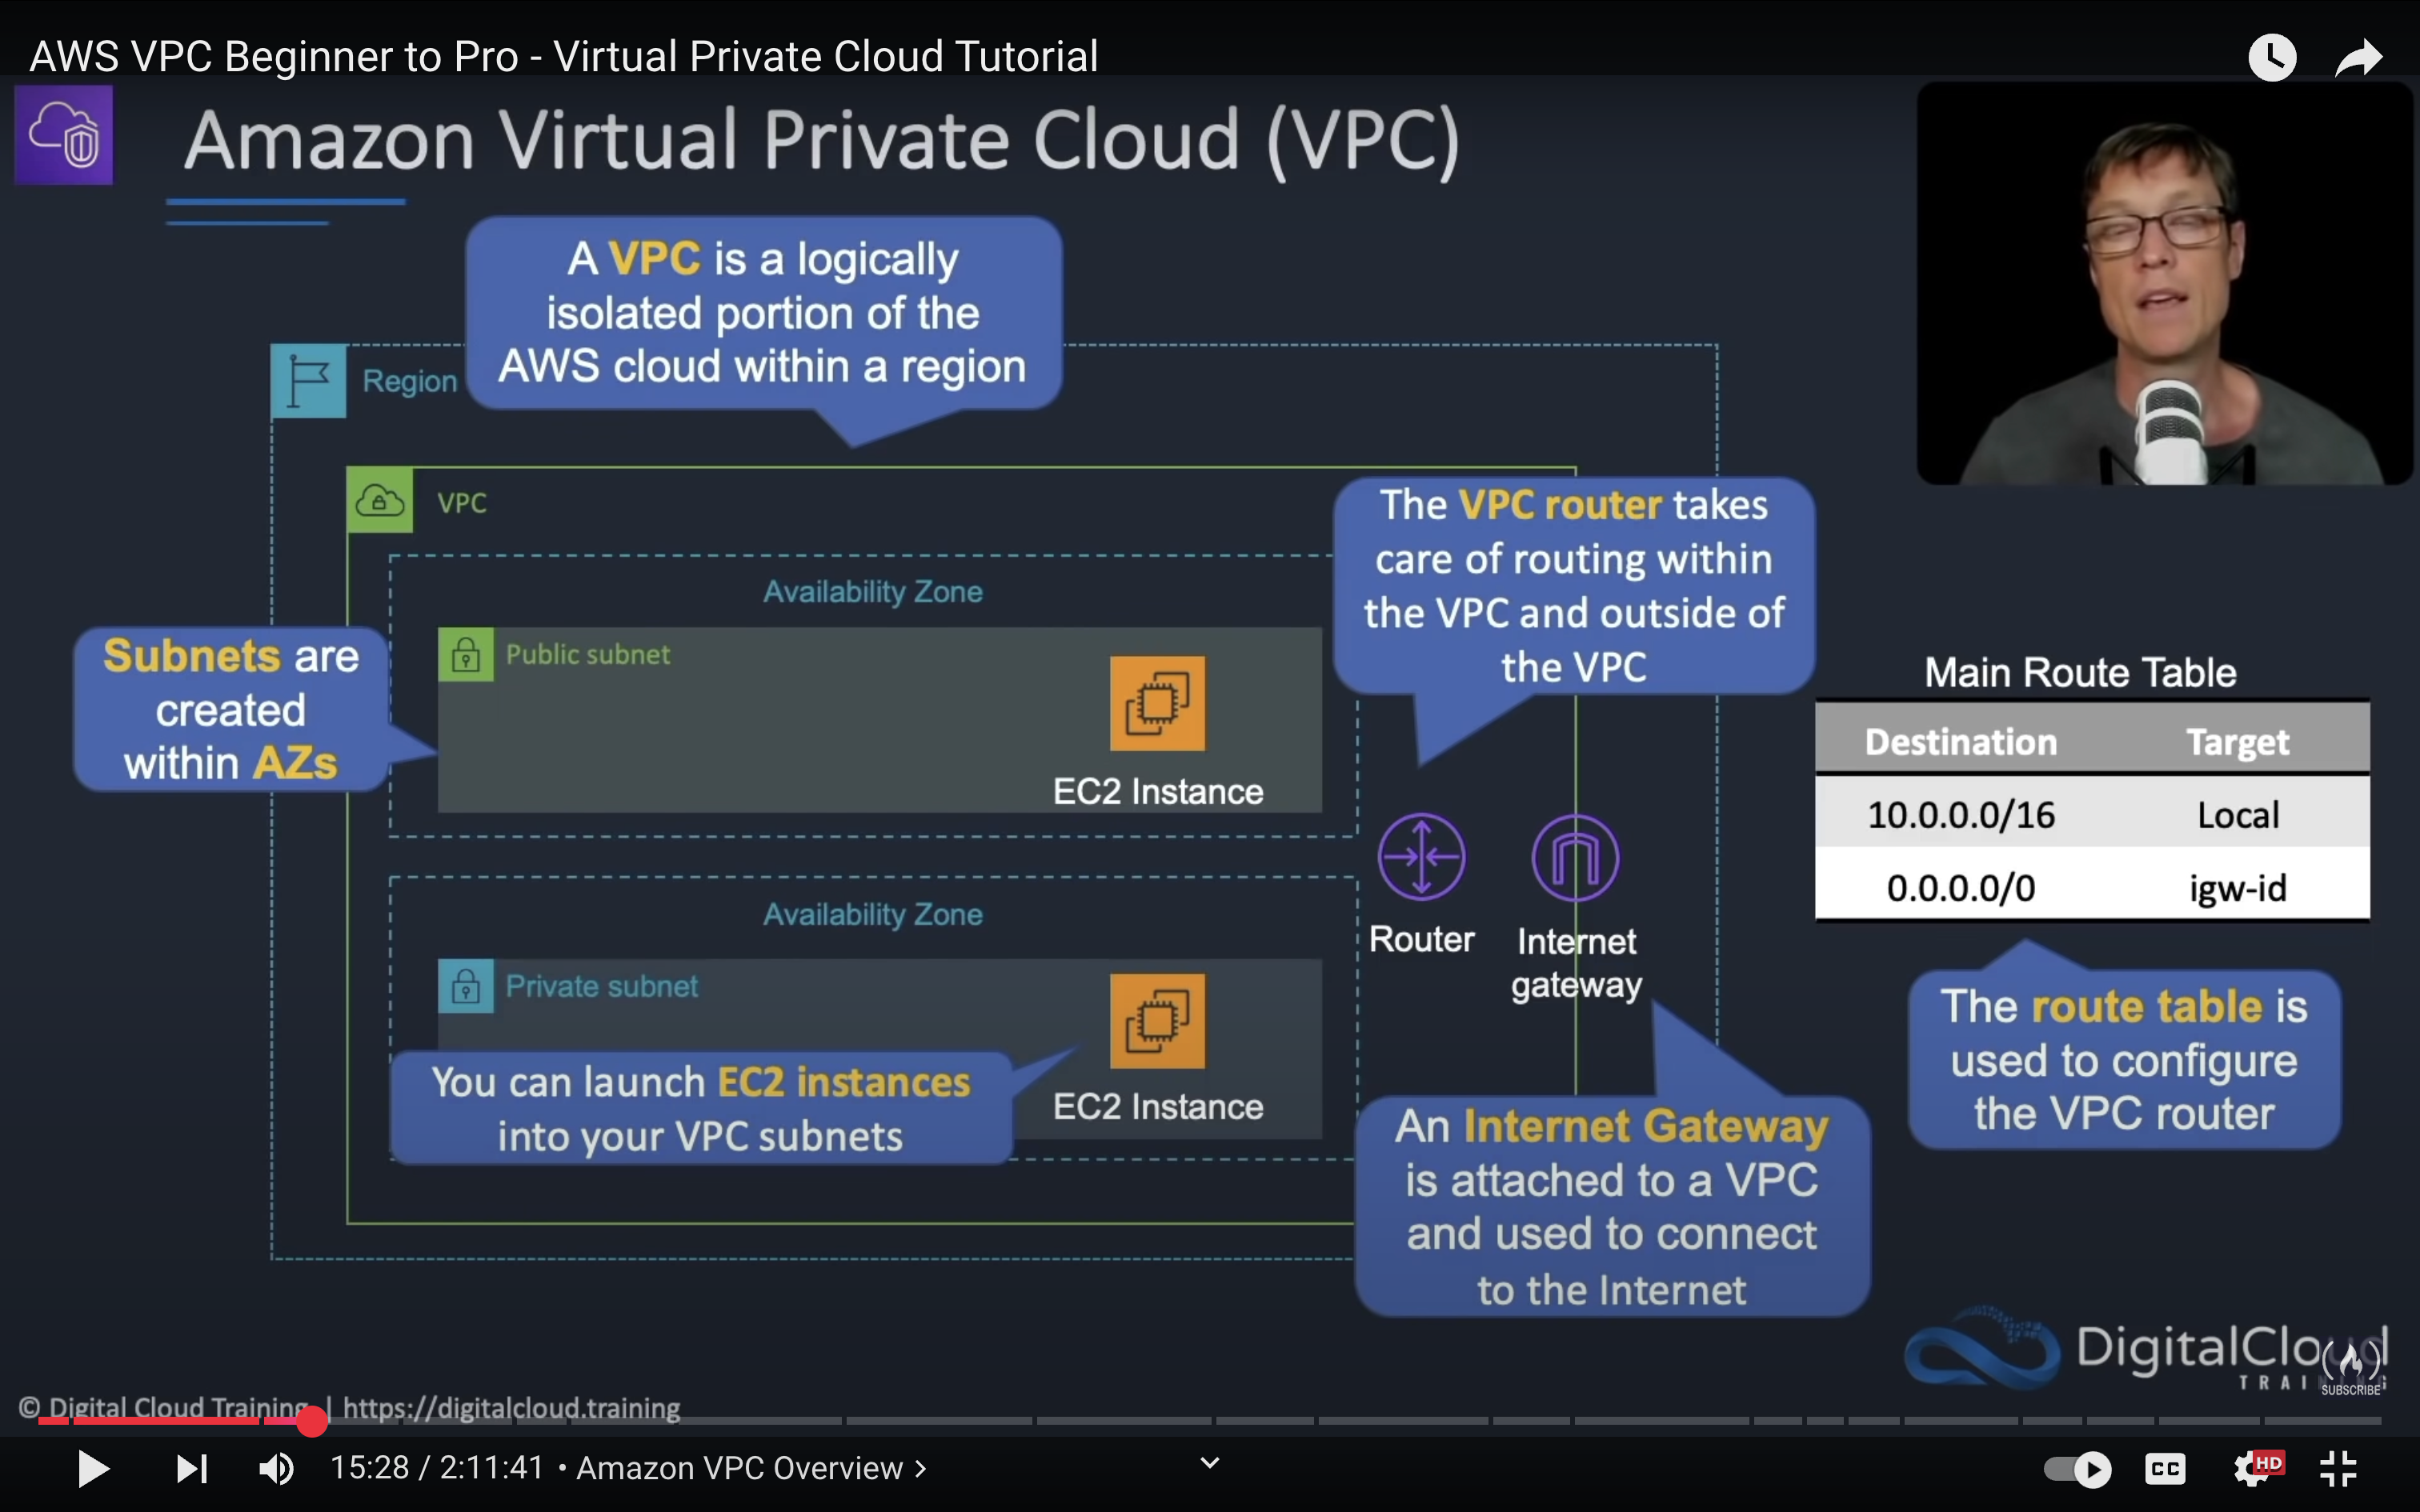 AWS VPC Beginner to Pro - Virtual Private Cloud Tutorial
Amazon Virtual Private Cloud (VPC)
A VPC is a logically
isolated portion of the
AWS cloud within a region
Region
VPC
The VPC router takes
care of routing within
the VPC and outside of
the VPC
Availability Zone
Subnets are
created
within AZs
Public subnet
EC2 Instance
Main Route Table
Destination Target
10.0.0.0/16 Local
0.0.0.0/0 igw-id
Router
Internet
gateway
Availability Zone
Private subnet
EC2 Instance
You can launch EC2 instances
into your VPC subnets
The route table is
used to configure
the VPC router
An Internet Gateway
is attached to a VPC
and used to connect
to the Internet
DigitalCloud
TRAINING
SUBSCRIBE
© Digital Cloud Training | https://digitalcloud.training
15:28 / 2:11:41 • Amazon VPC Overview >
CC
HD